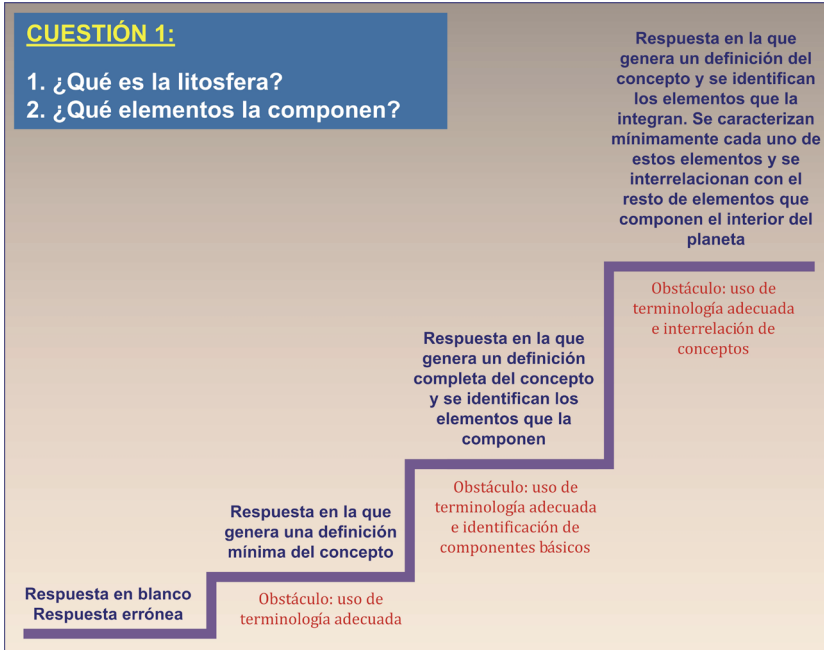 CUESTIÓN 1:
1. ¿Qué es la litosfera?
2. ¿Qué elementos la componen?
Respuesta en blanco
Respuesta errónea
Respuesta en la que
genera una definición
mínima del concepto
Obstáculo: uso de
terminología adecuada
Respuesta en la que
genera un definición
completa del concepto
y se identifican los
elementos que la
componen
Obstáculo: uso de
terminología adecuada
e identificación de
componentes básicos
Respuesta en la que
genera un definición del
concepto y se identifican
los elementos que la
integran. Se caracterizan
mínimamente cada uno de
estos elementos y se
interrelacionan con el
resto de elementos que
componen el interior del
planeta
Obstáculo: uso de
terminología adecuada
e interrelación de
conceptos